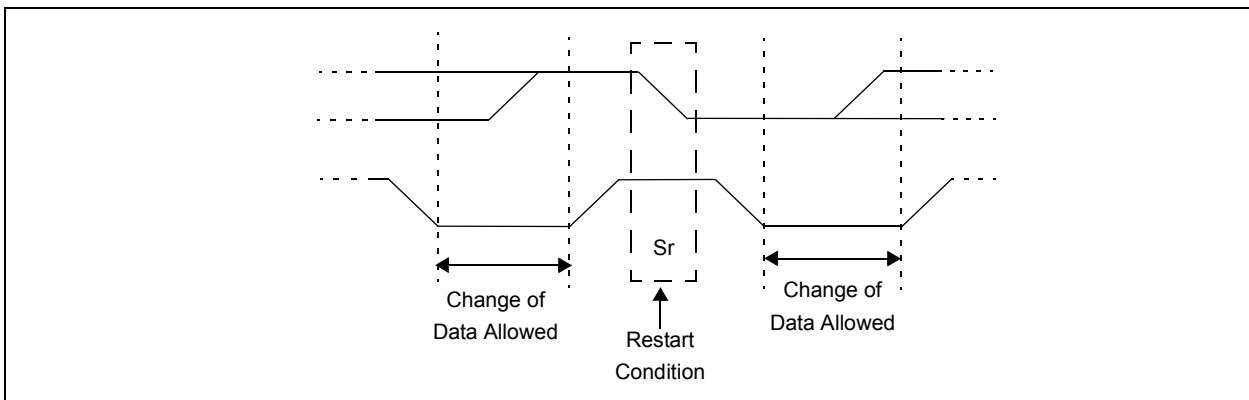 Sr
Change of
Data Allowed
Restart
Condition
Change of
Data Allowed